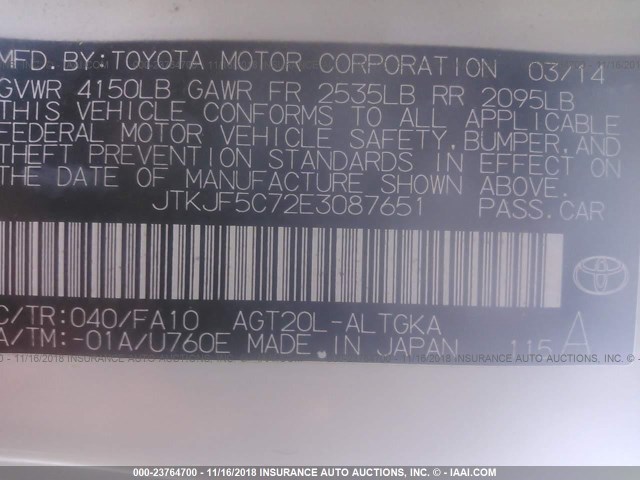 MFD. BY: TOYOTA MOTOR CORPORATION 03/14
GVWR 4150LB GAWR FR 2535LB RR 2095LB
THIS VEHICLE CONFORMS TO ALL APPLICABLE
FEDERAL MOTOR VEHICLE SAFETY, BUMPER, AND
THEFT PREVENTION STANDARDS IN EFFECT ON
THE DATE OF MANUFACTURE SHOWN ABOVE.
JTKJF5C72E3087651 PASS. CAR
C/TR: 040/FA10 AGT20L-ALTGKA
A/TM: -01A/U760E MADE IN JAPAN 115 A
000-23764700 - 11/16/2018 INSURANCE AUTO AUCTIONS, INC. - IAAI.COM